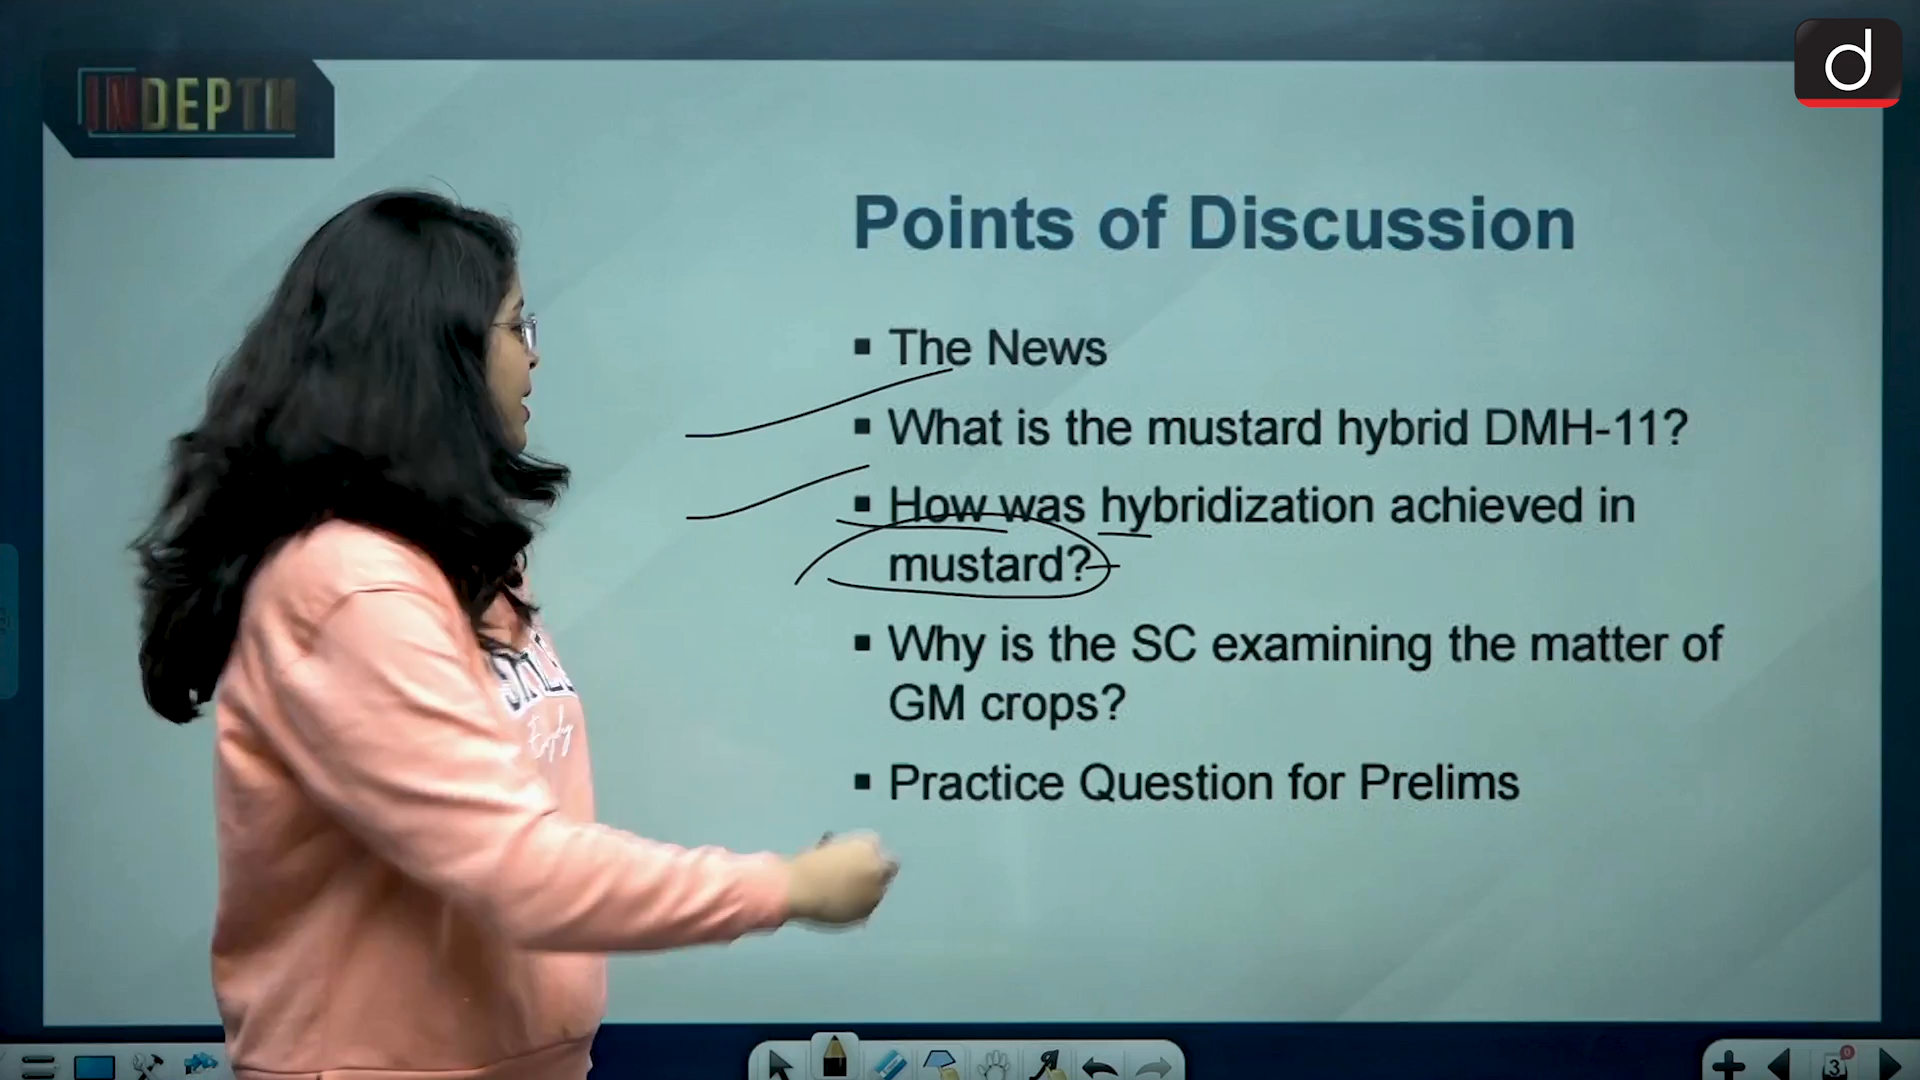 INDEPTH
d
Points of Discussion
▪ The News
▪ What is the mustard hybrid DMH-11?
▪ How was hybridization achieved in
mustard?
▪ Why is the SC examining the matter of
GM crops?
▪ Practice Question for Prelims
3